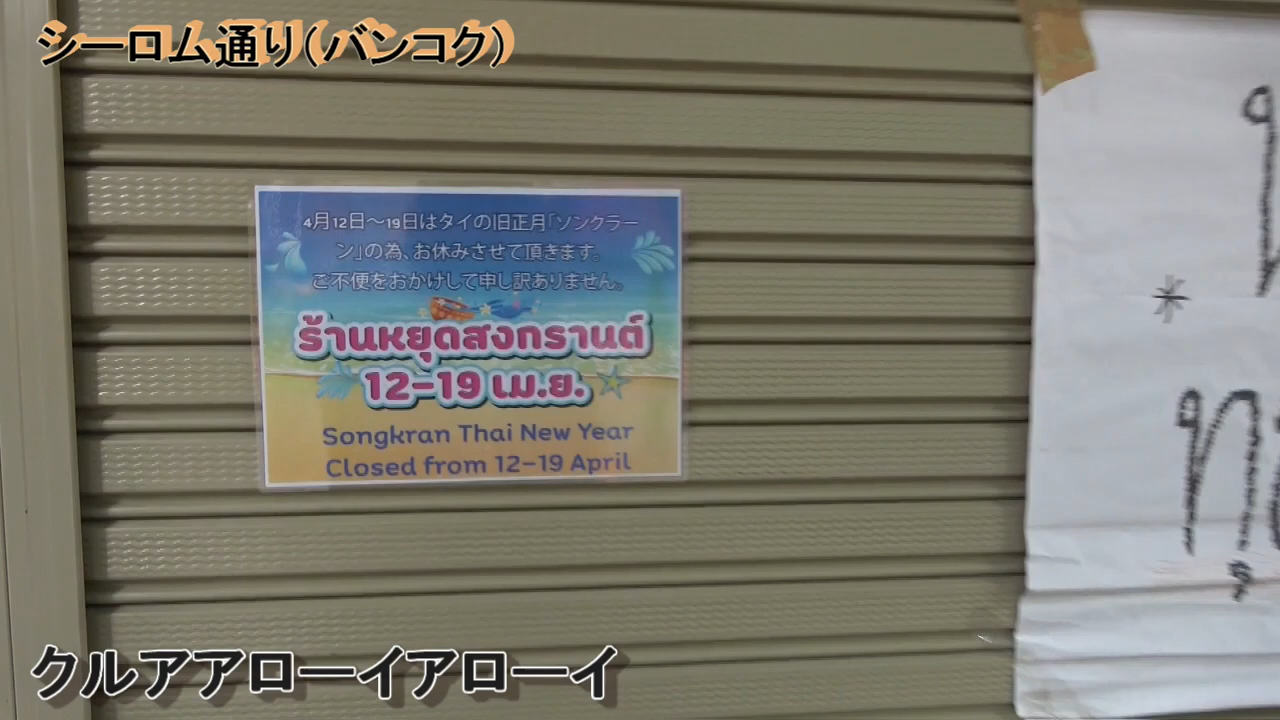 シーロム通り(バンコク)
4月12日〜19日はタイの旧正月「ソンクラー
ン」の為、お休みさせて頂きます。
ご不便をおかけして申し訳ありません。
ร้านหยุดสงกรานต์
12-19 เม.ย.
Songkran Thai New Year
Closed from 12-19 April
クルアアローイアローイ